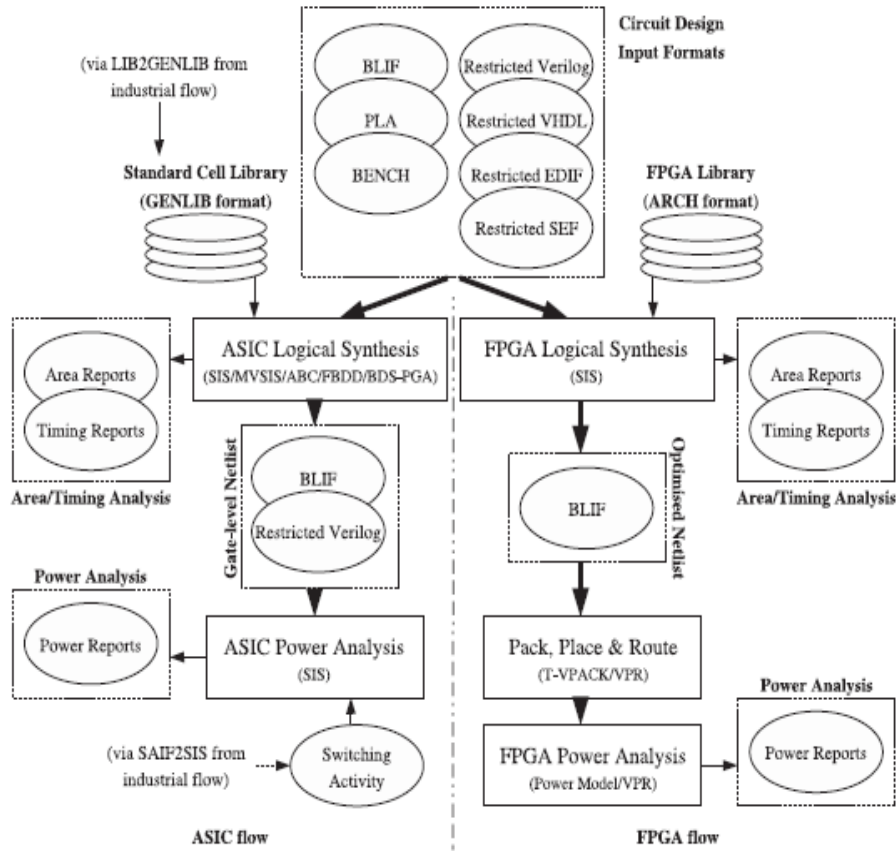 Circuit Design
Input Formats
(via LIB2GENLIB from
industrial flow)
BLIF
PLA
BENCH
Restricted Verilog
Restricted VHDL
Restricted EDIF
Restricted SEF
Standard Cell Library
(GENLIB format)
FPGA Library
(ARCH format)
ASIC Logical Synthesis
(SIS/MVSIS/ABC/FBDD/BDS-PGA)
FPGA Logical Synthesis
(SIS)
Area Reports
Timing Reports
Area/Timing Analysis
Area Reports
Timing Reports
Area/Timing Analysis
Gate-level Netlist
BLIF
Restricted Verilog
BLIF
Optimised Netlist
Power Analysis
Power Reports
ASIC Power Analysis
(SIS)
Pack, Place & Route
(T-VPACK/VPR)
(via SAIF2SIS from
industrial flow)
Switching
Activity
FPGA Power Analysis
(Power Model/VPR)
Power Analysis
Power Reports
ASIC flow
FPGA flow